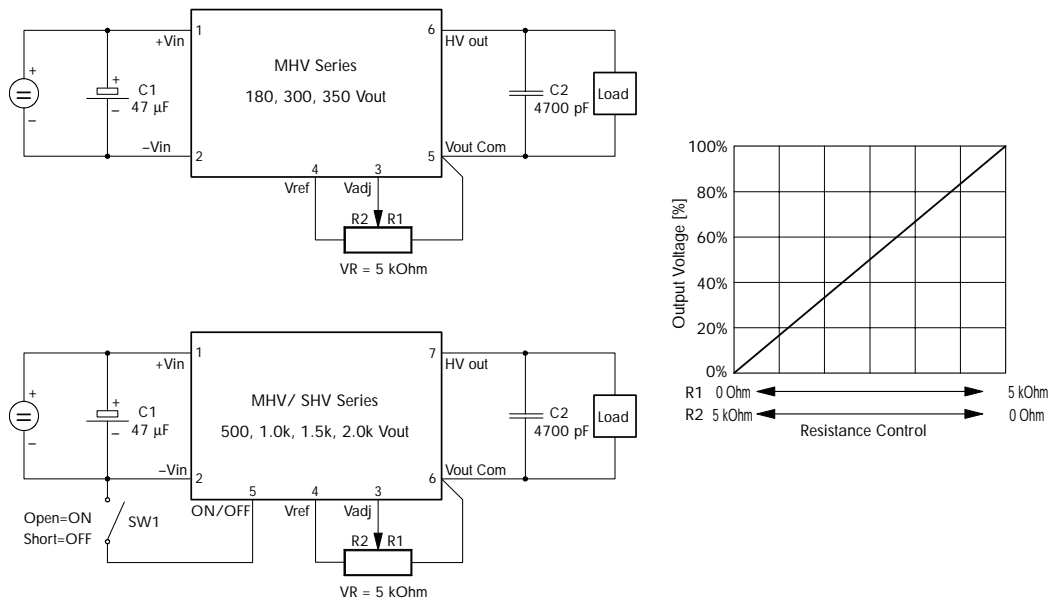 1
+Vin
+
−
+
−
C1
47 µF
−Vin
2
MHV Series
180, 300, 350 Vout
6
HV out
C2
4700 pF
Load
Vout Com
5
4
3
Vref
Vadj
R2
R1
VR = 5 kOhm
1
+Vin
+
−
+
−
C1
47 µF
−Vin
2
MHV/ SHV Series
500, 1.0k, 1.5k, 2.0k Vout
7
HV out
C2
4700 pF
Load
Vout Com
6
5
4
3
ON/OFF
Vref
Vadj
Open=ON
Short=OFF
SW1
R2
R1
VR = 5 kOhm
Output Voltage [%]
100%
80%
60%
40%
20%
0%
R1 0 Ohm 5 kOhm
R2 5 kOhm 0 Ohm
Resistance Control